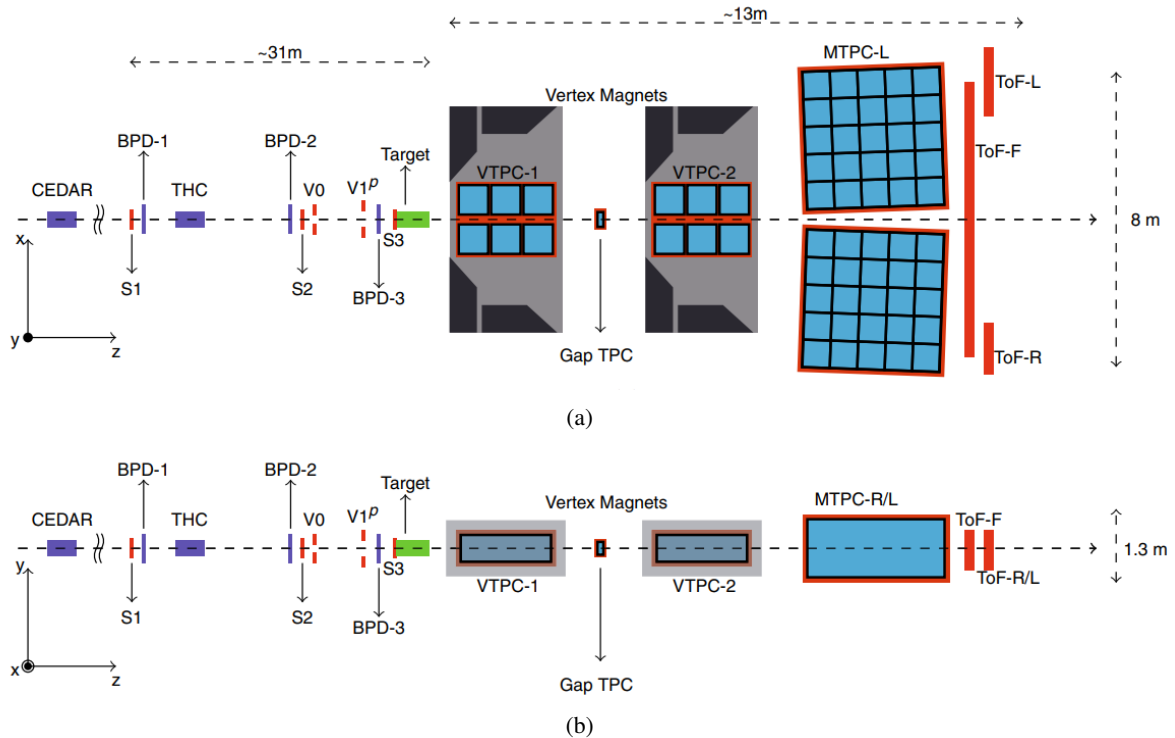 ~13m
~31m
MTPC-L
ToF-L
Vertex Magnets
BPD-1
BPD-2
Target
ToF-F
CEDAR
THC
V0
V1p
VTPC-1
VTPC-2
x
S3
8 m
S1
S2
BPD-3
y
z
Gap TPC
ToF-R
(a)
BPD-1
BPD-2
Target
Vertex Magnets
MTPC-R/L
CEDAR
THC
V0
V1p
ToF-F
y
S3
1.3 m
VTPC-1
VTPC-2
ToF-R/L
S1
S2
BPD-3
x
z
Gap TPC
(b)